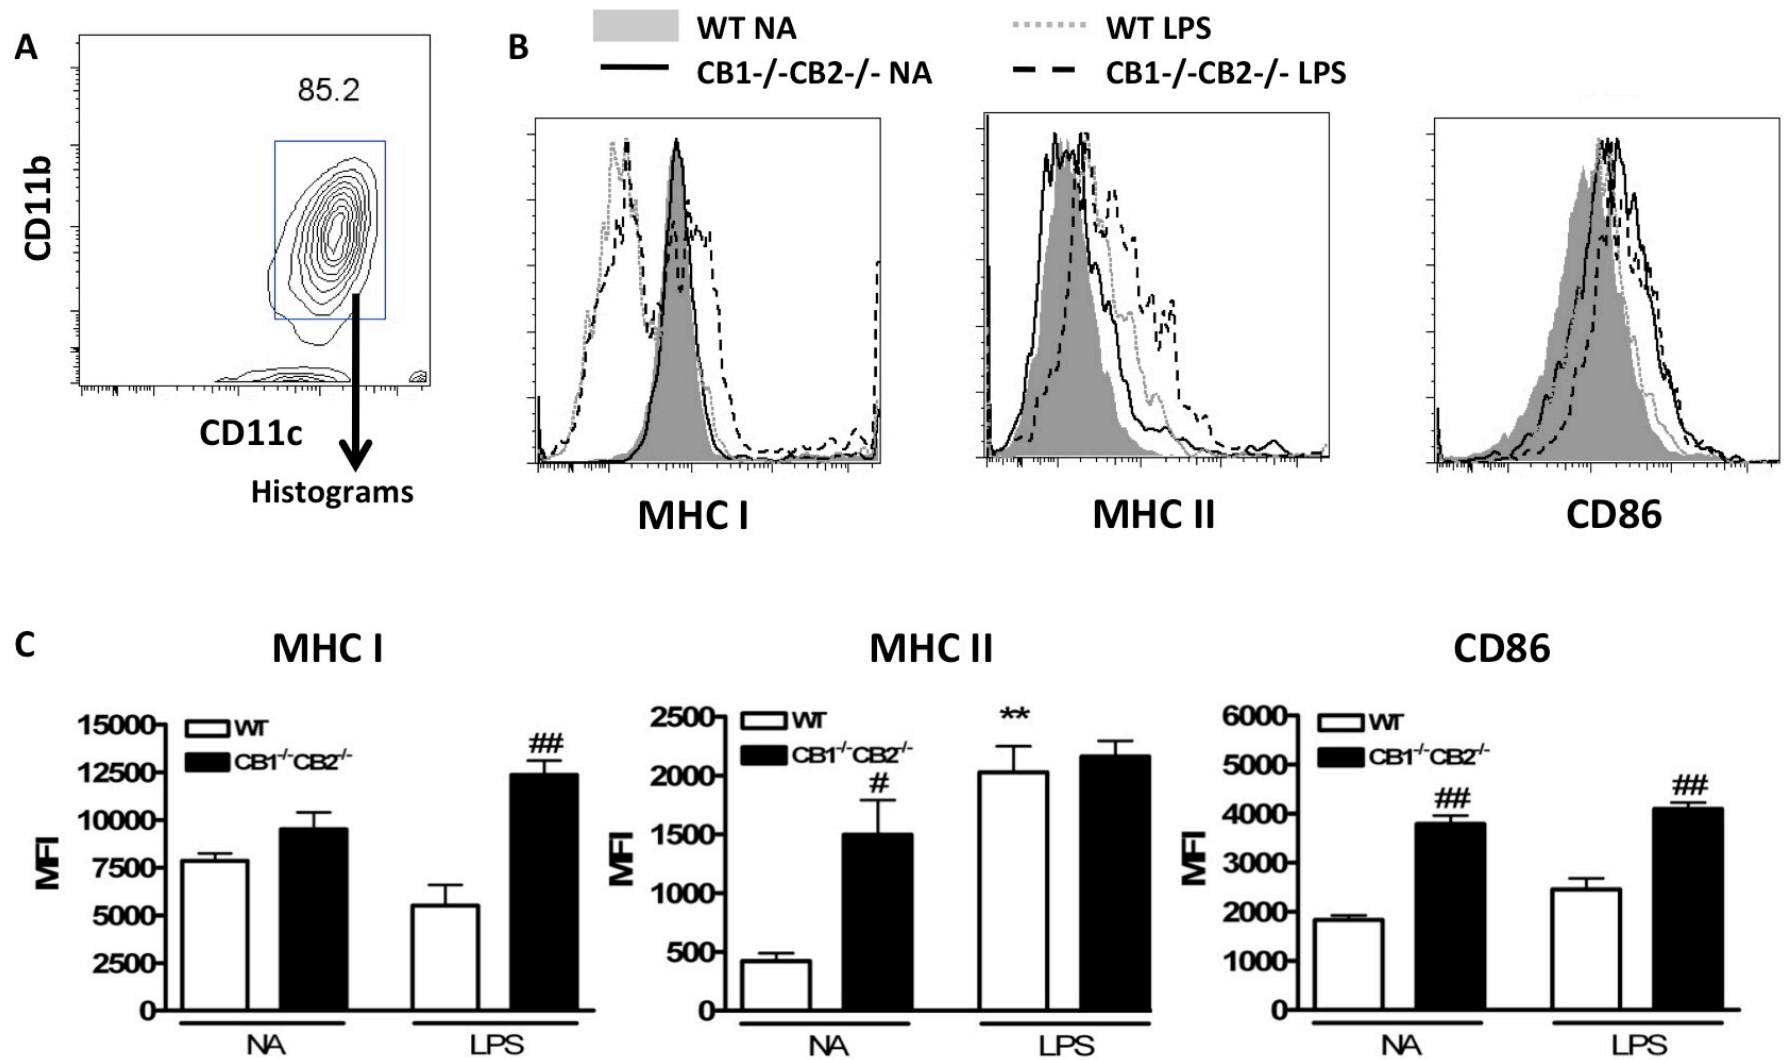 A
85.2
CD11b
CD11c
Histograms
B
WT NA
WT LPS
CB1-/-CB2-/- NA
CB1-/-CB2-/- LPS
MHC I
MHC II
CD86
C
MHC I
MFI
15000
12500
10000
7500
5000
2500
0
WT
CB1-/-CB2-/-
##
NA
LPS
MHC II
MFI
2500
2000
1500
1000
500
0
WT
CB1-/-CB2-/-
#
**
NA
LPS
CD86
MFI
6000
5000
4000
3000
2000
1000
0
WT
CB1-/-CB2-/-
##
##
NA
LPS